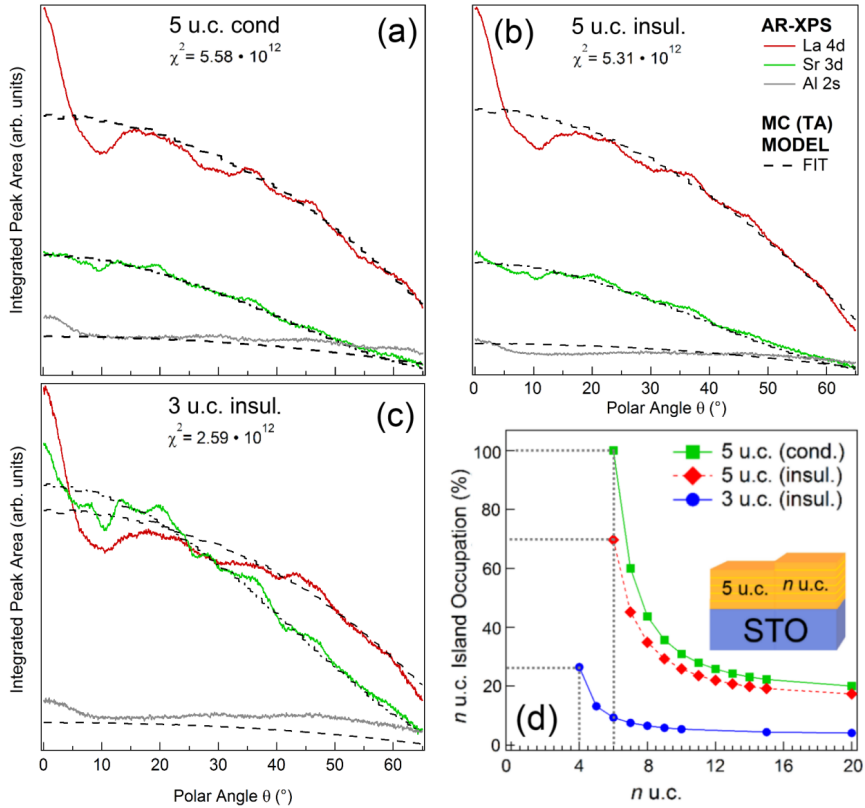 5 u.c. cond
(a)
χ² = 5.58 • 10¹²
Integrated Peak Area (arb. units)
5 u.c. insul.
(b)
χ² = 5.31 • 10¹²
AR-XPS
La 4d
Sr 3d
Al 2s
MC (TA)
MODEL
FIT
0 10 20 30 40 50 60
Polar Angle θ (°)
3 u.c. insul.
(c)
χ² = 2.59 • 10¹²
Integrated Peak Area (arb. units)
0 10 20 30 40 50 60
Polar Angle θ (°)
n u.c. Island Occupation (%)
100
80
60
40
20
0
5 u.c. (cond.)
5 u.c. (insul.)
3 u.c. (insul.)
5 u.c.
n u.c.
STO
(d)
0 0 4 8 12 16 20
n u.c.